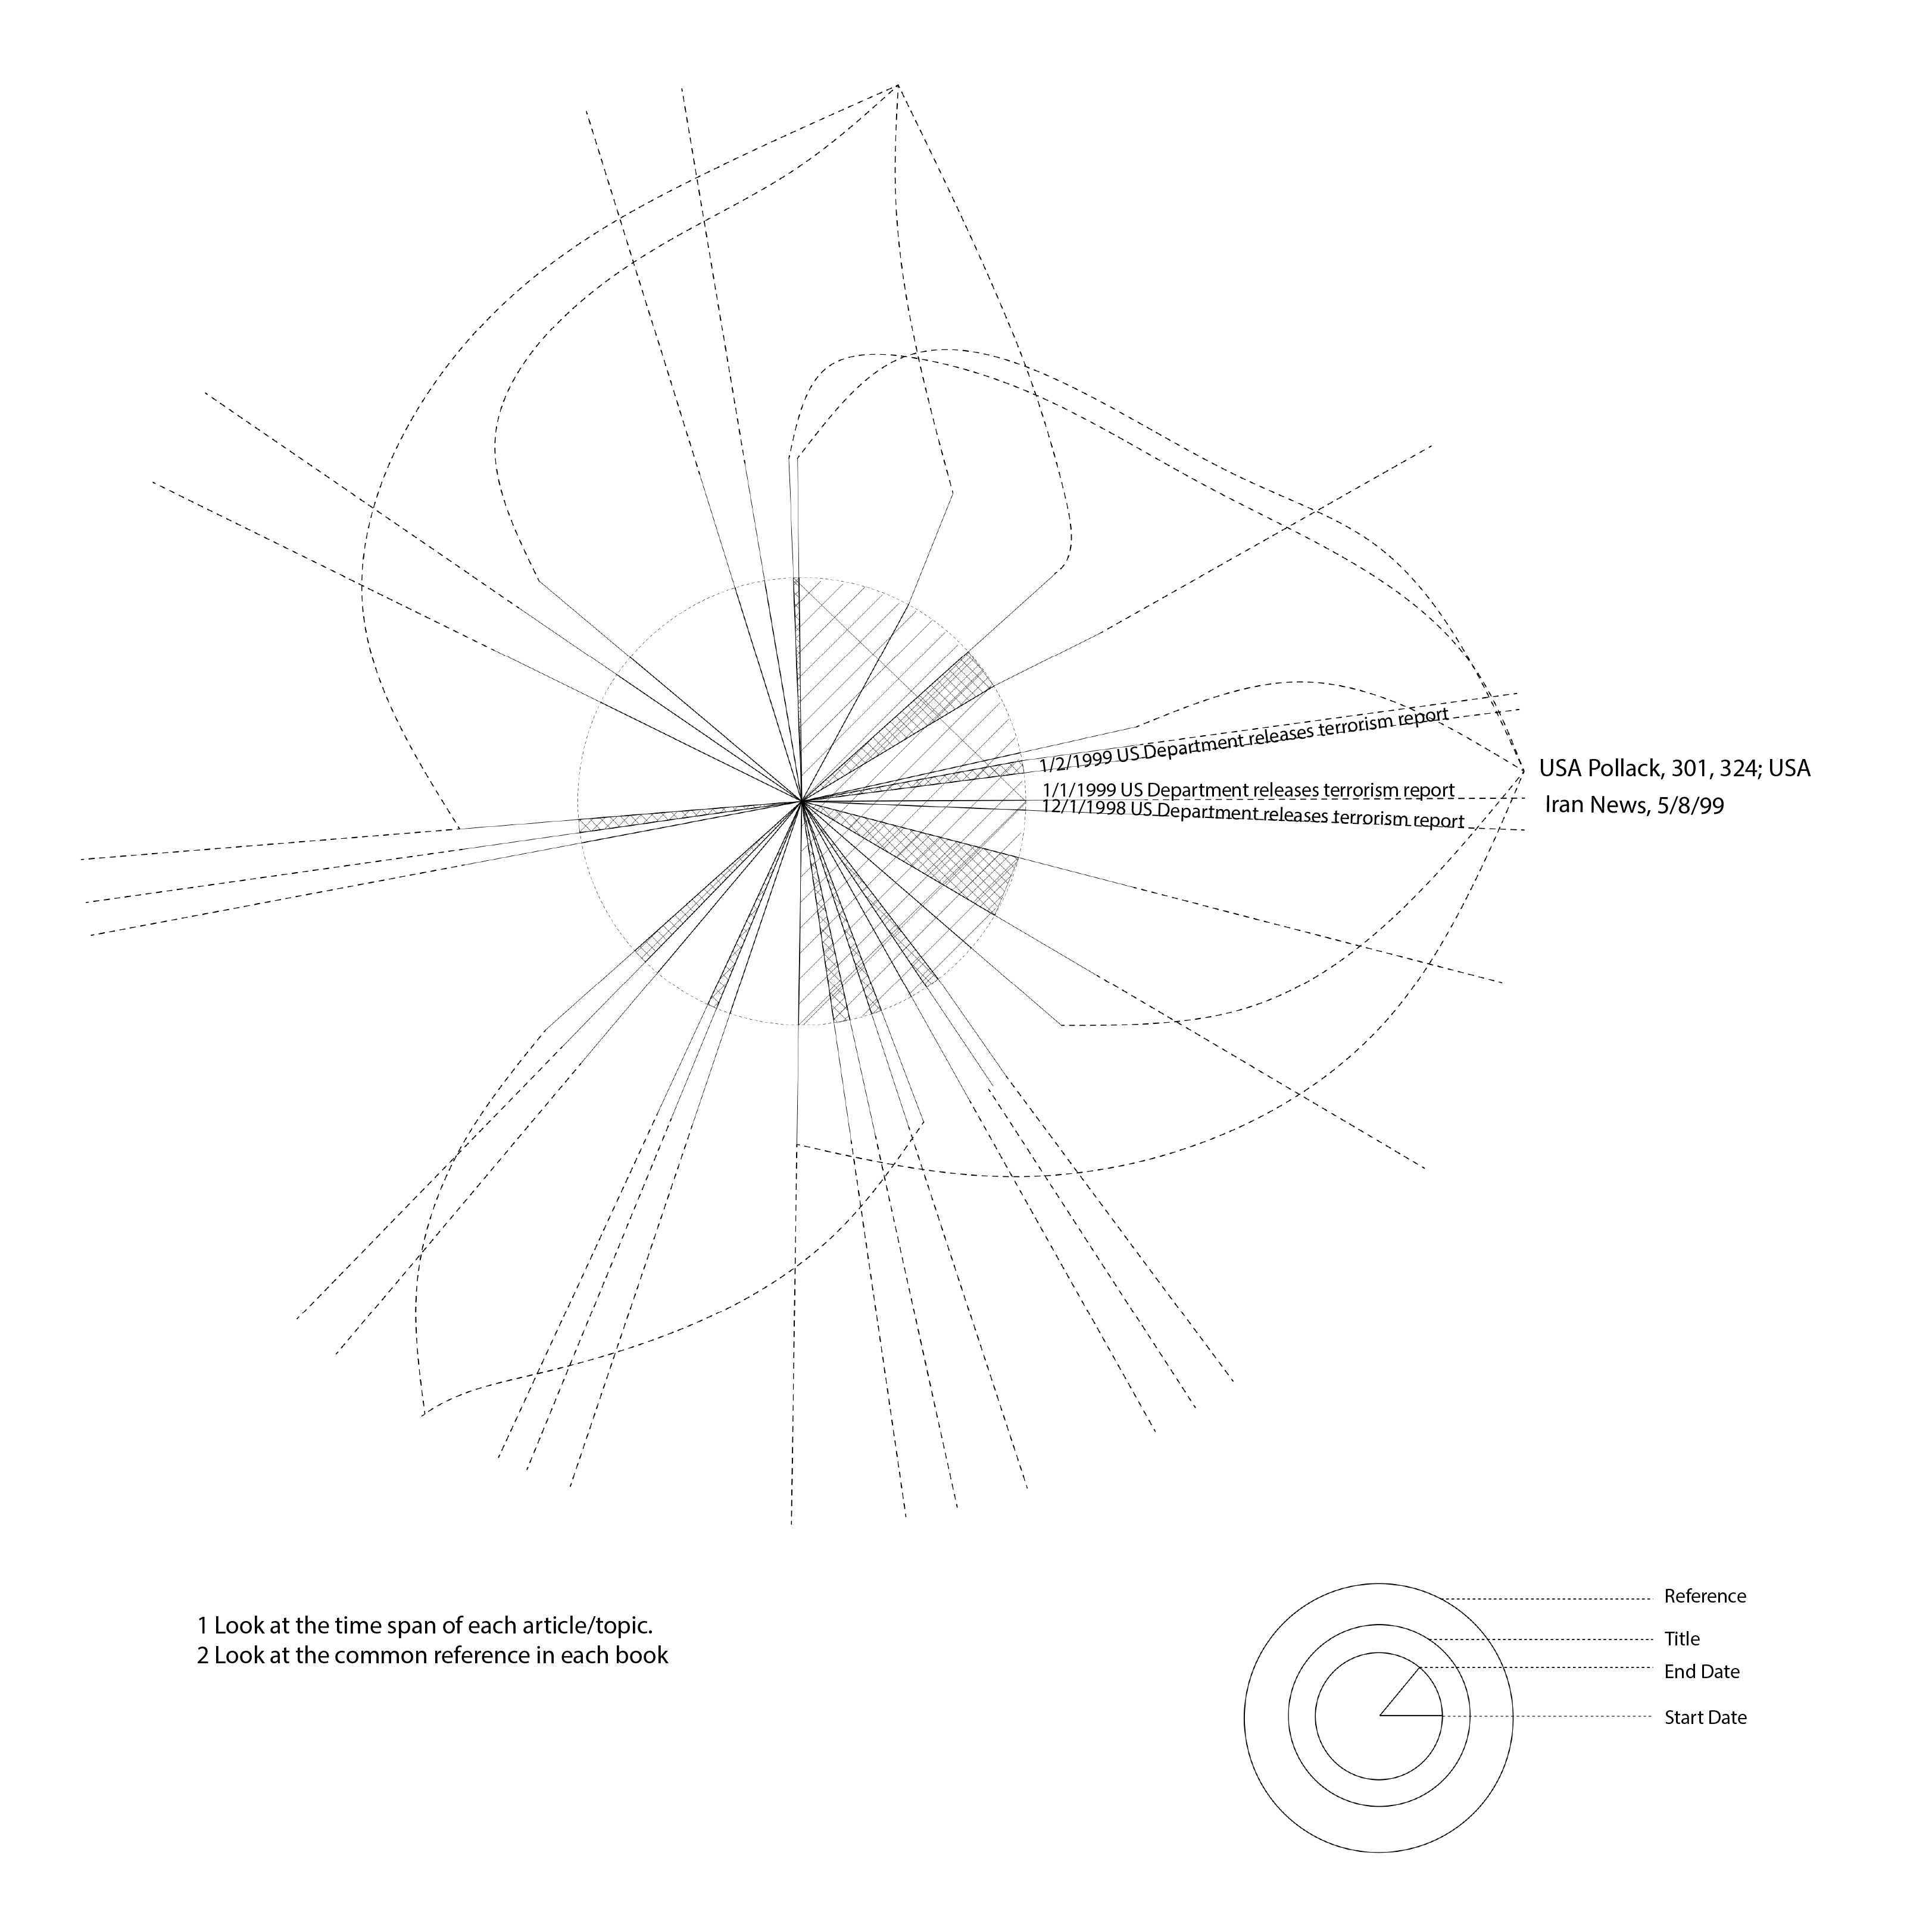 1/2/1999 US Department releases terrorism report
1/1/1999 US Department releases terrorism report
12/1/1998 US Department releases terrorism report
USA Pollack, 301, 324; USA
Iran News, 5/8/99
1 Look at the time span of each article/topic.
2 Look at the common reference in each book
Reference
Title
End Date
Start Date